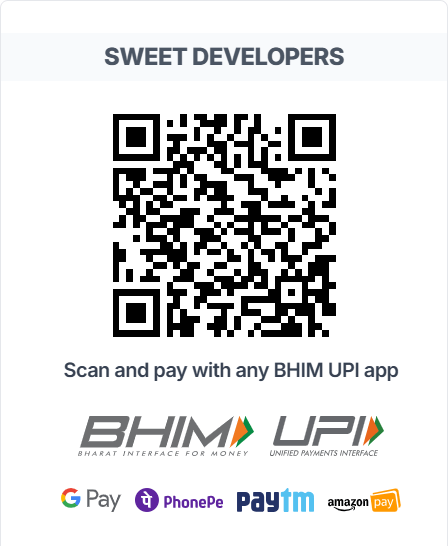 SWEET DEVELOPERS
Scan and pay with any BHIM UPI app
BHIM UPI
BHARAT INTERFACE FOR MONEY UNIFIED PAYMENTS INTERFACE
G Pay PhonePe Paytm amazon pay